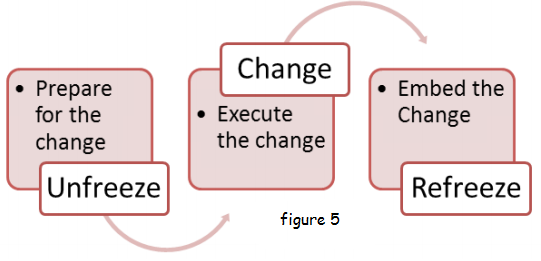 • Prepare
for the
change
Unfreeze
Change
• Execute
the change
• Embed the
Change
Refreeze
figure 5